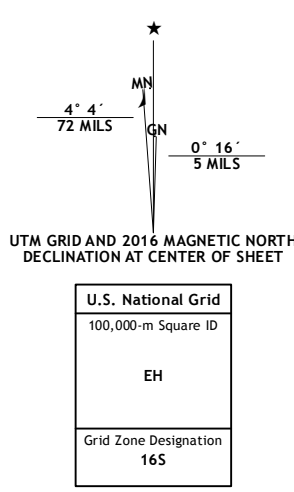 MN
4° 4´
72 MILS
GN
0° 16´
5 MILS
UTM GRID AND 2016 MAGNETIC NORTH
DECLINATION AT CENTER OF SHEET
U.S. National Grid
100,000-m Square ID
EH
Grid Zone Designation
16S